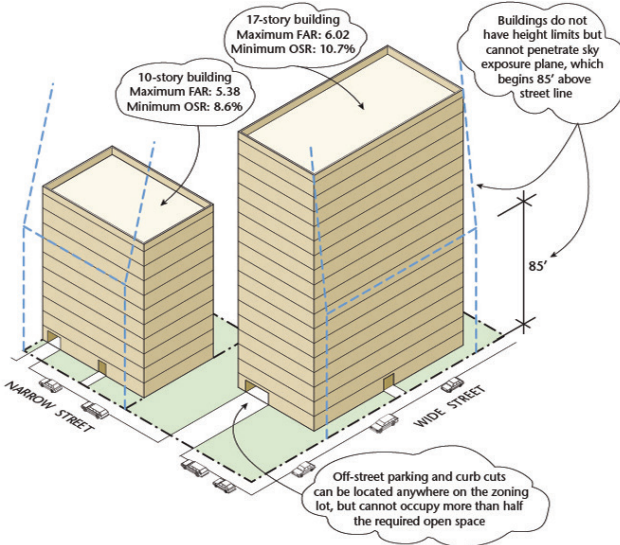 17-story building
Maximum FAR: 6.02
Minimum OSR: 10.7%
10-story building
Maximum FAR: 5.38
Minimum OSR: 8.6%
Buildings do not
have height limits but
cannot penetrate sky
exposure plane, which
begins 85′ above
street line
85′
NARROW STREET
WIDE STREET
Off-street parking and curb cuts
can be located anywhere on the zoning
lot, but cannot occupy more than half
the required open space